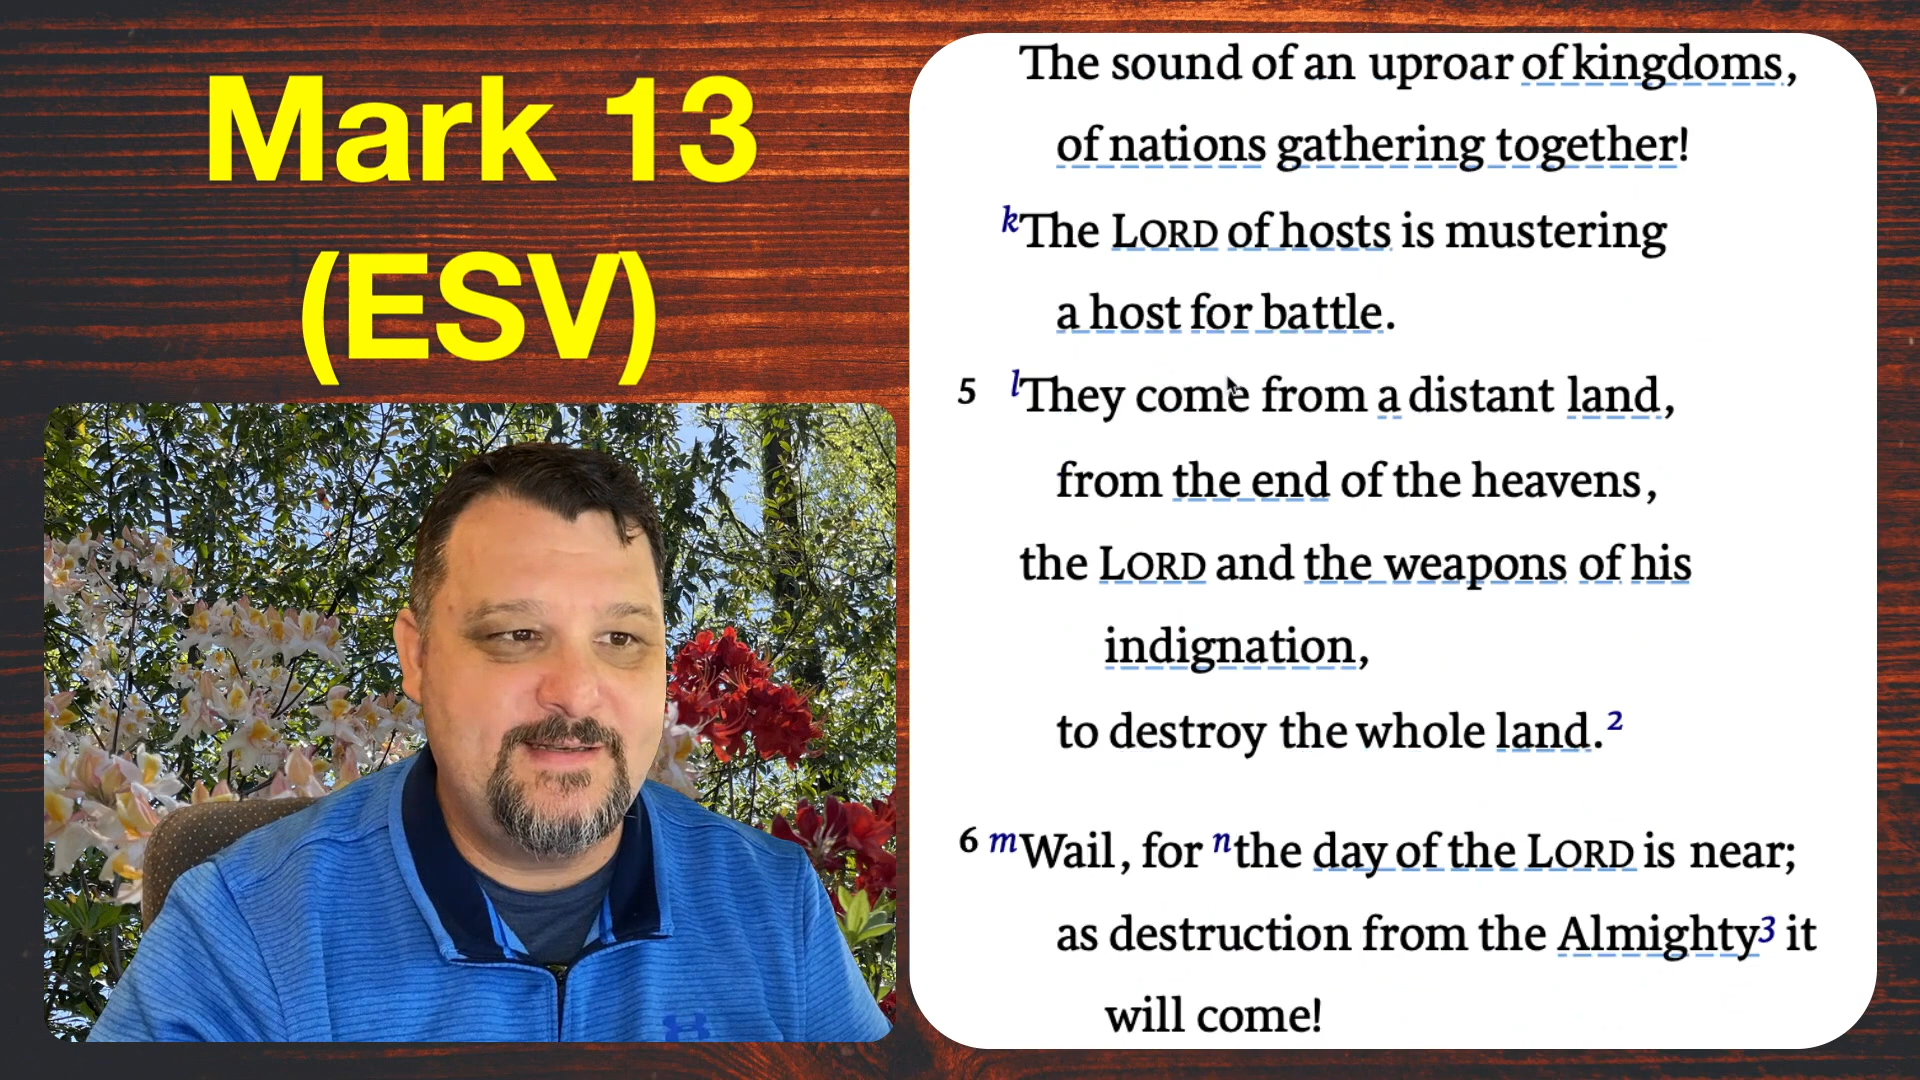 Mark 13
(ESV)
The sound of an uproar of kingdoms,
of nations gathering together!
kThe LORD of hosts is mustering
a host for battle.
5 lThey come from a distant land,
from the end of the heavens,
the LORD and the weapons of his
indignation,
to destroy the whole land.2
6 mWail, for nthe day of the LORD is near;
as destruction from the Almighty3 it
will come!